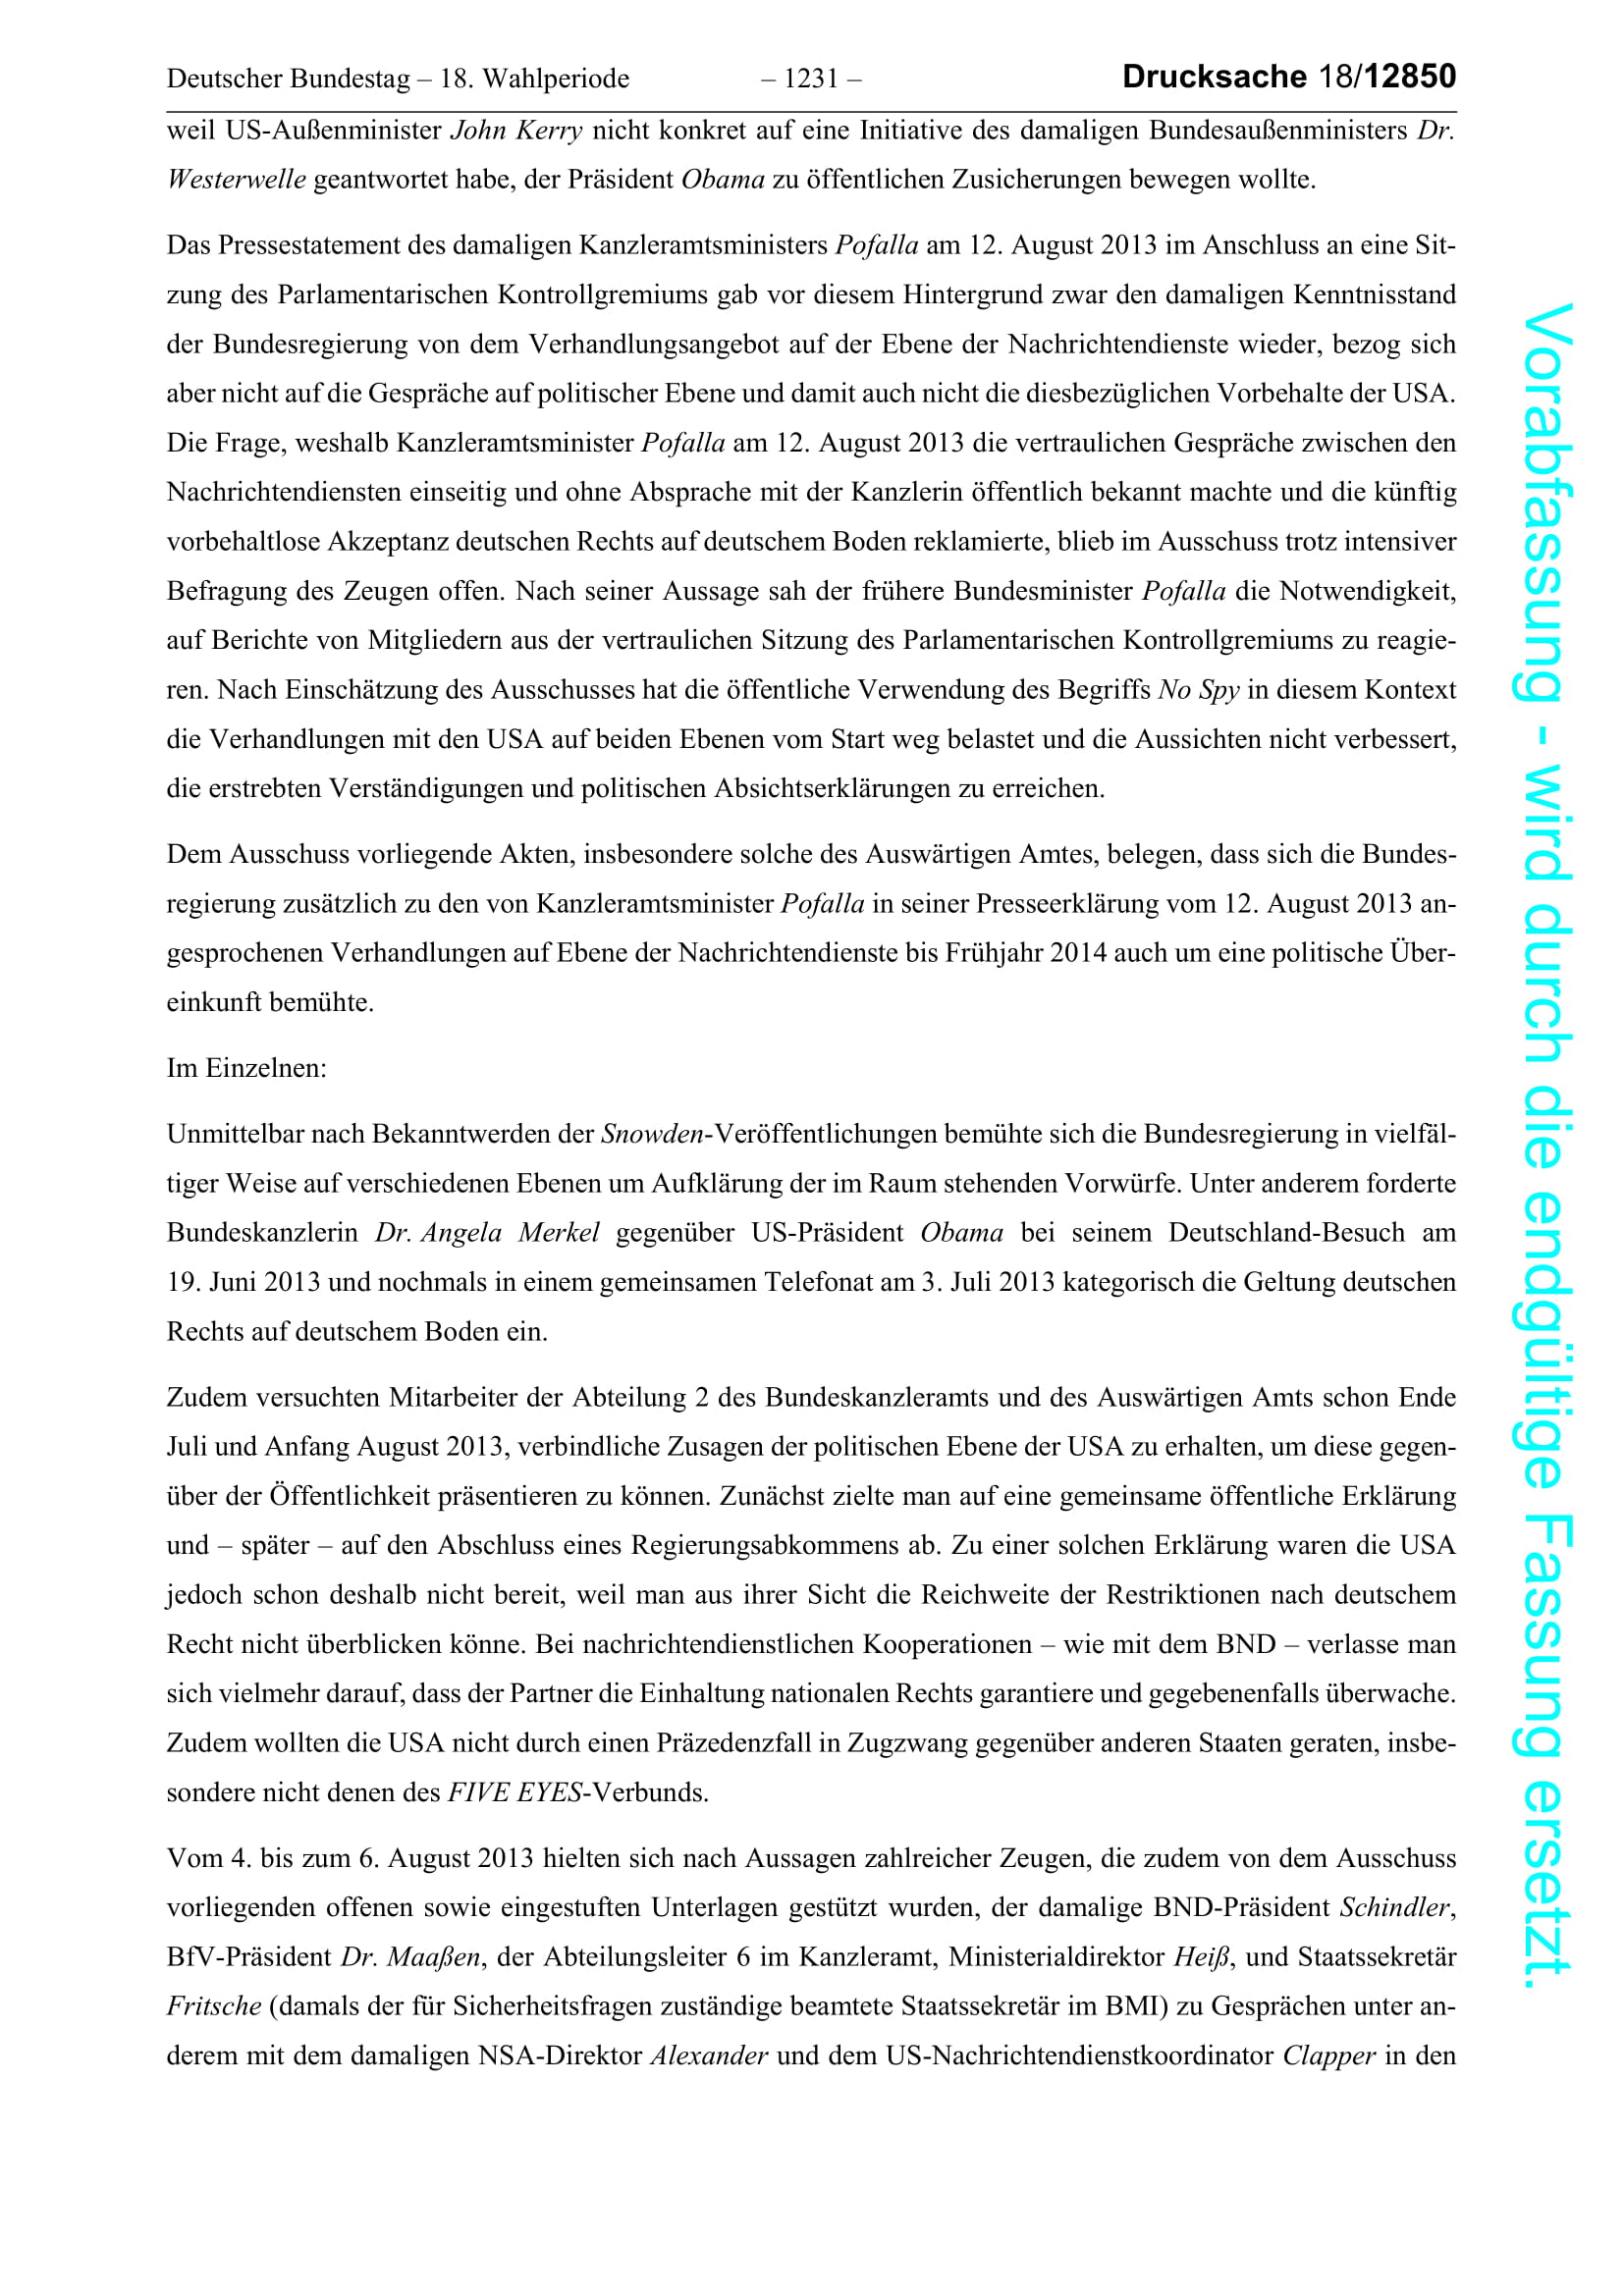 Deutscher Bundestag – 18. Wahlperiode – 1231 – Drucksache 18/12850
weil US-Außenminister John Kerry nicht konkret auf eine Initiative des damaligen Bundesaußenministers Dr.
Westerwelle geantwortet habe, der Präsident Obama zu öffentlichen Zusicherungen bewegen wollte.
Das Pressestatement des damaligen Kanzleramtsministers Pofalla am 12. August 2013 im Anschluss an eine Sit-
zung des Parlamentarischen Kontrollgremiums gab vor diesem Hintergrund zwar den damaligen Kenntnisstand
der Bundesregierung von dem Verhandlungsangebot auf der Ebene der Nachrichtendienste wieder, bezog sich
aber nicht auf die Gespräche auf politischer Ebene und damit auch nicht die diesbezüglichen Vorbehalte der USA.
Die Frage, weshalb Kanzleramtsminister Pofalla am 12. August 2013 die vertraulichen Gespräche zwischen den
Nachrichtendiensten einseitig und ohne Absprache mit der Kanzlerin öffentlich bekannt machte und die künftig
vorbehaltlose Akzeptanz deutschen Rechts auf deutschem Boden reklamierte, blieb im Ausschuss trotz intensiver
Befragung des Zeugen offen. Nach seiner Aussage sah der frühere Bundesminister Pofalla die Notwendigkeit,
auf Berichte von Mitgliedern aus der vertraulichen Sitzung des Parlamentarischen Kontrollgremiums zu reagie-
ren. Nach Einschätzung des Ausschusses hat die öffentliche Verwendung des Begriffs No Spy in diesem Kontext
die Verhandlungen mit den USA auf beiden Ebenen vom Start weg belastet und die Aussichten nicht verbessert,
die erstrebten Verständigungen und politischen Absichtserklärungen zu erreichen.
Dem Ausschuss vorliegende Akten, insbesondere solche des Auswärtigen Amtes, belegen, dass sich die Bundes-
regierung zusätzlich zu den von Kanzleramtsminister Pofalla in seiner Presseerklärung vom 12. August 2013 an-
gesprochenen Verhandlungen auf Ebene der Nachrichtendienste bis Frühjahr 2014 auch um eine politische Über-
einkunft bemühte.
Im Einzelnen:
Unmittelbar nach Bekanntwerden der Snowden-Veröffentlichungen bemühte sich die Bundesregierung in vielfäl-
tiger Weise auf verschiedenen Ebenen um Aufklärung der im Raum stehenden Vorwürfe. Unter anderem forderte
Bundeskanzlerin Dr. Angela Merkel gegenüber US-Präsident Obama bei seinem Deutschland-Besuch am
19. Juni 2013 und nochmals in einem gemeinsamen Telefonat am 3. Juli 2013 kategorisch die Geltung deutschen
Rechts auf deutschem Boden ein.
Zudem versuchten Mitarbeiter der Abteilung 2 des Bundeskanzleramts und des Auswärtigen Amts schon Ende
Juli und Anfang August 2013, verbindliche Zusagen der politischen Ebene der USA zu erhalten, um diese gegen-
über der Öffentlichkeit präsentieren zu können. Zunächst zielte man auf eine gemeinsame öffentliche Erklärung
und – später – auf den Abschluss eines Regierungsabkommens ab. Zu einer solchen Erklärung waren die USA
jedoch schon deshalb nicht bereit, weil man aus ihrer Sicht die Reichweite der Restriktionen nach deutschem
Recht nicht überblicken könne. Bei nachrichtendienstlichen Kooperationen – wie mit dem BND – verlasse man
sich vielmehr darauf, dass der Partner die Einhaltung nationalen Rechts garantiere und gegebenenfalls überwache.
Zudem wollten die USA nicht durch einen Präzedenzfall in Zugzwang gegenüber anderen Staaten geraten, insbe-
sondere nicht denen des FIVE EYES-Verbunds.
Vom 4. bis zum 6. August 2013 hielten sich nach Aussagen zahlreicher Zeugen, die zudem von dem Ausschuss
vorliegenden offenen sowie eingestuften Unterlagen gestützt wurden, der damalige BND-Präsident Schindler,
BfV-Präsident Dr. Maaßen, der Abteilungsleiter 6 im Kanzleramt, Ministerialdirektor Heiß, und Staatssekretär
Fritsche (damals der für Sicherheitsfragen zuständige beamtete Staatssekretär im BMI) zu Gesprächen unter an-
derem mit dem damaligen NSA-Direktor Alexander und dem US-Nachrichtendienstkoordinator Clapper in den
Vorabfassung - wird durch die endgültige Fassung ersetzt.